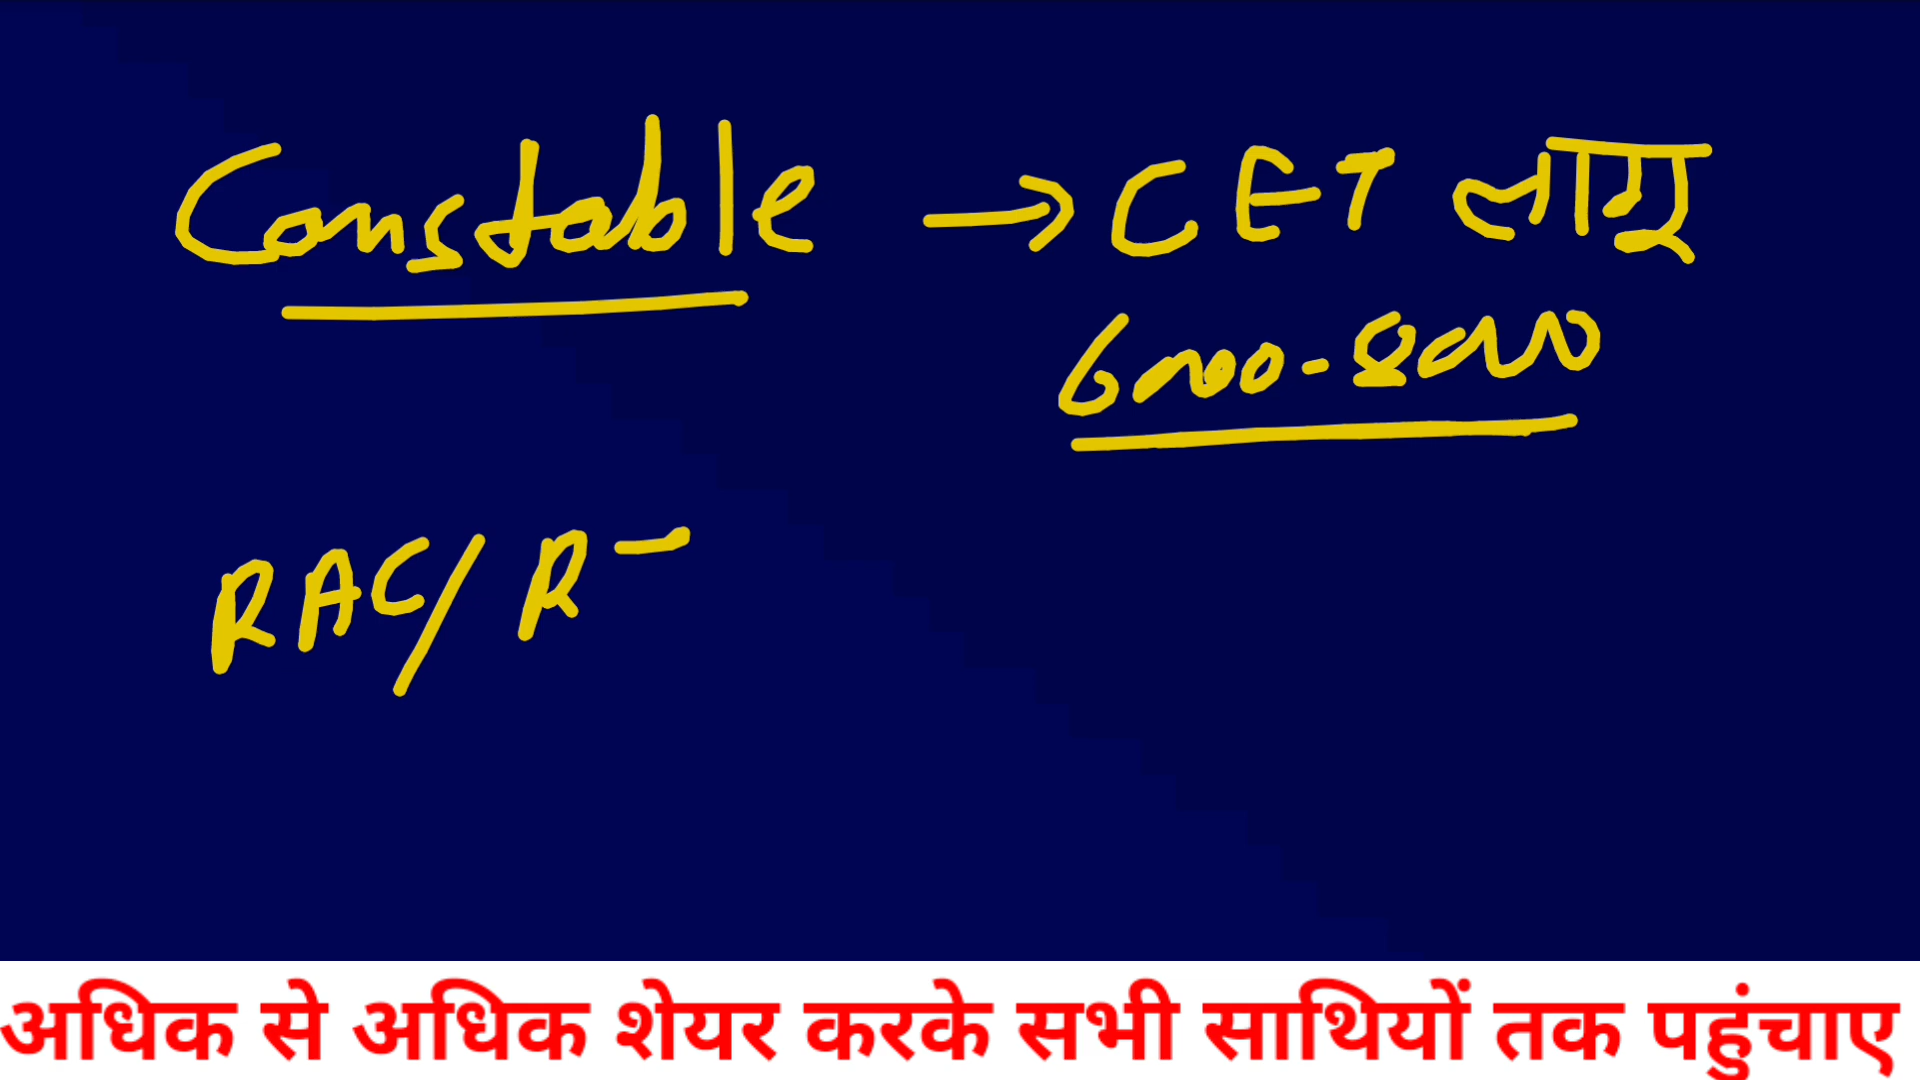 Constable → CET लागू
6000-8000
RAC/R-
अधिक से अधिक शेयर करके सभी साथियों तक पहुंचाए